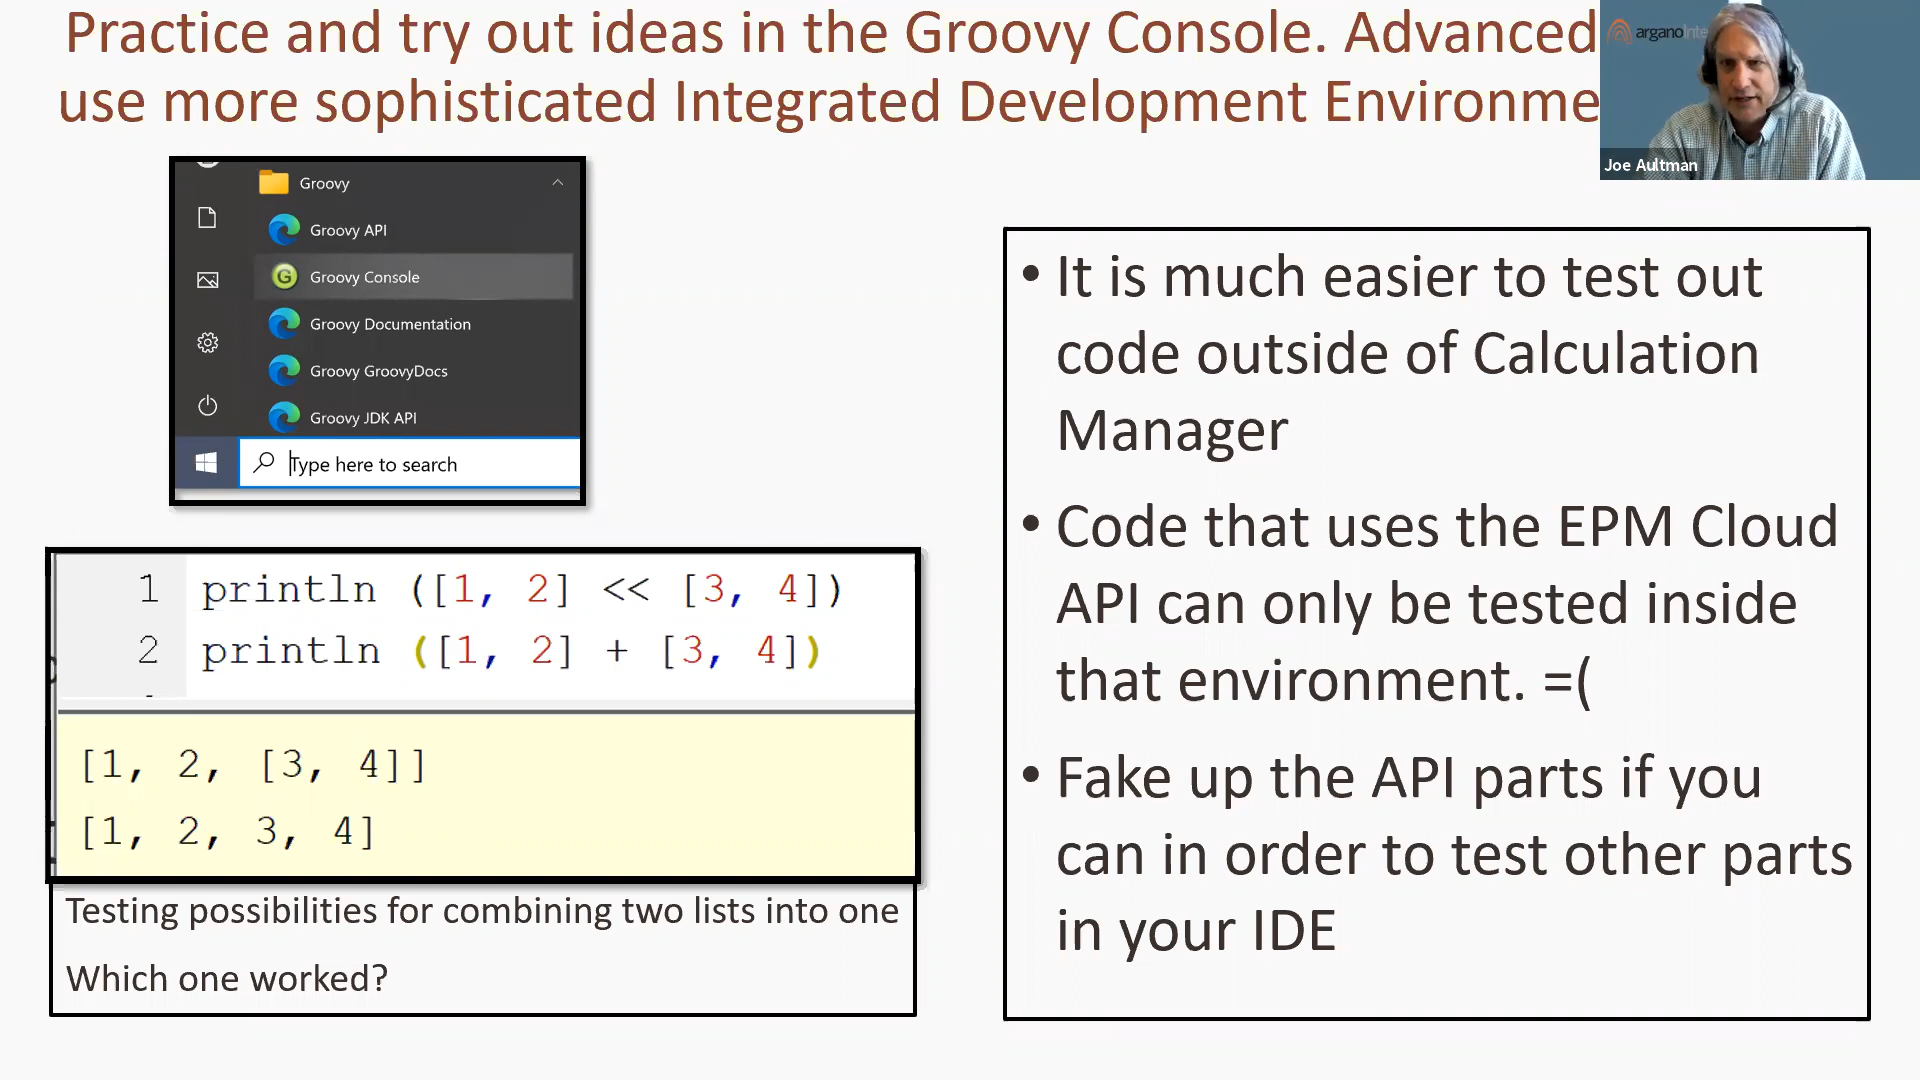 Practice and try out ideas in the Groovy Console. Advanced
use more sophisticated Integrated Development Environme
argano
Joe Aultman
Groovy
Groovy API
Groovy Console
Groovy Documentation
Groovy GroovyDocs
Groovy JDK API
Type here to search
1 println ([1, 2] << [3, 4])
2 println ([1, 2] + [3, 4])
[1, 2, [3, 4]]
[1, 2, 3, 4]
Testing possibilities for combining two lists into one
Which one worked?
• It is much easier to test out
code outside of Calculation
Manager
• Code that uses the EPM Cloud
API can only be tested inside
that environment. =(
• Fake up the API parts if you
can in order to test other parts
in your IDE